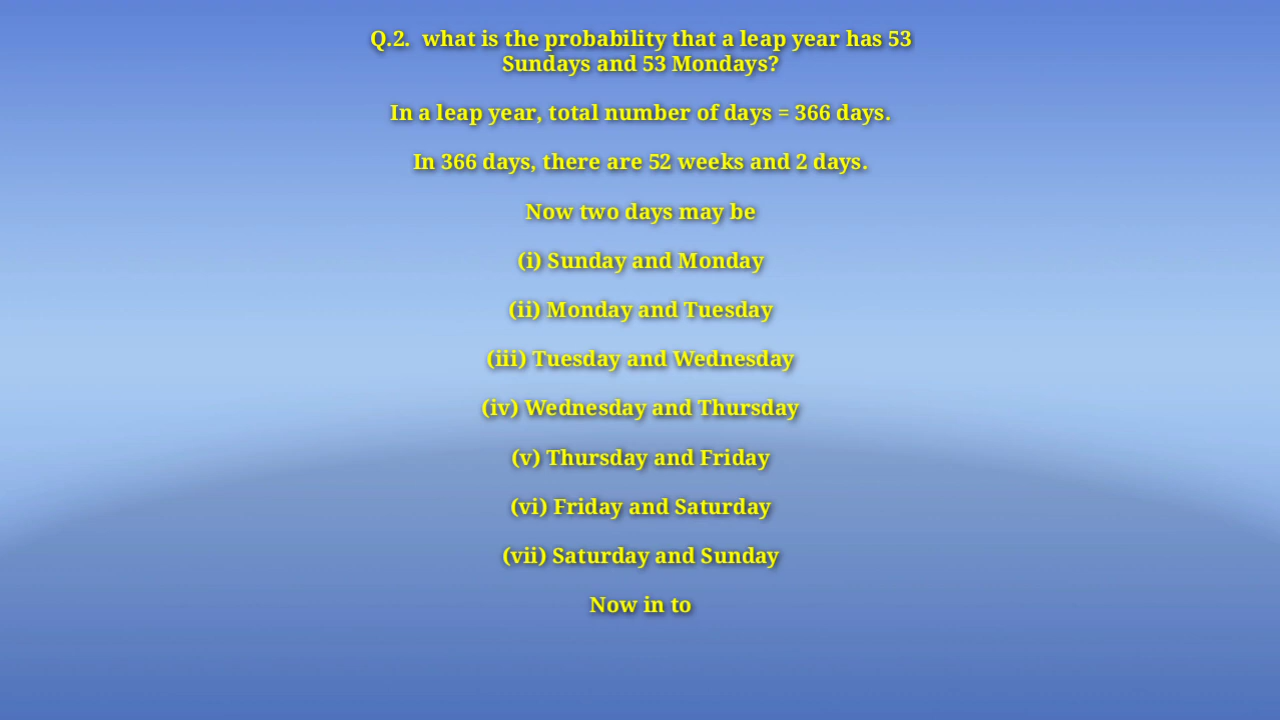 Q.2. what is the probability that a leap year has 53
Sundays and 53 Mondays?
In a leap year, total number of days = 366 days.
In 366 days, there are 52 weeks and 2 days.
Now two days may be
(i) Sunday and Monday
(ii) Monday and Tuesday
(iii) Tuesday and Wednesday
(iv) Wednesday and Thursday
(v) Thursday and Friday
(vi) Friday and Saturday
(vii) Saturday and Sunday
Now in to